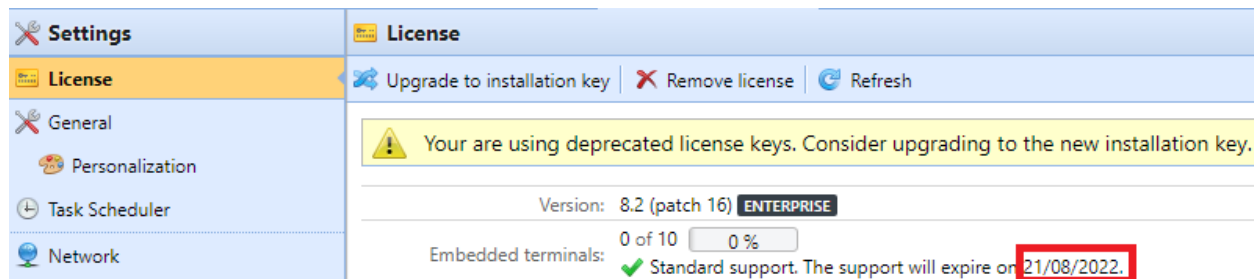 Settings
License
General
Personalization
Task Scheduler
Network
License
Upgrade to installation key Remove license Refresh
Your are using deprecated license keys. Consider upgrading to the new installation key.
Version: 8.2 (patch 16) ENTERPRISE
Embedded terminals: 0 of 10 0 %
Standard support. The support will expire on 21/08/2022.